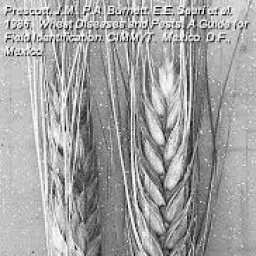 Prescott, J.M., P.A. Burnett, E.E. Saari et al.
1986. Wheat Diseases and Pests: A Guide for
Field Identification. CIMMYT. Mexico. D.F.,
Mexico.